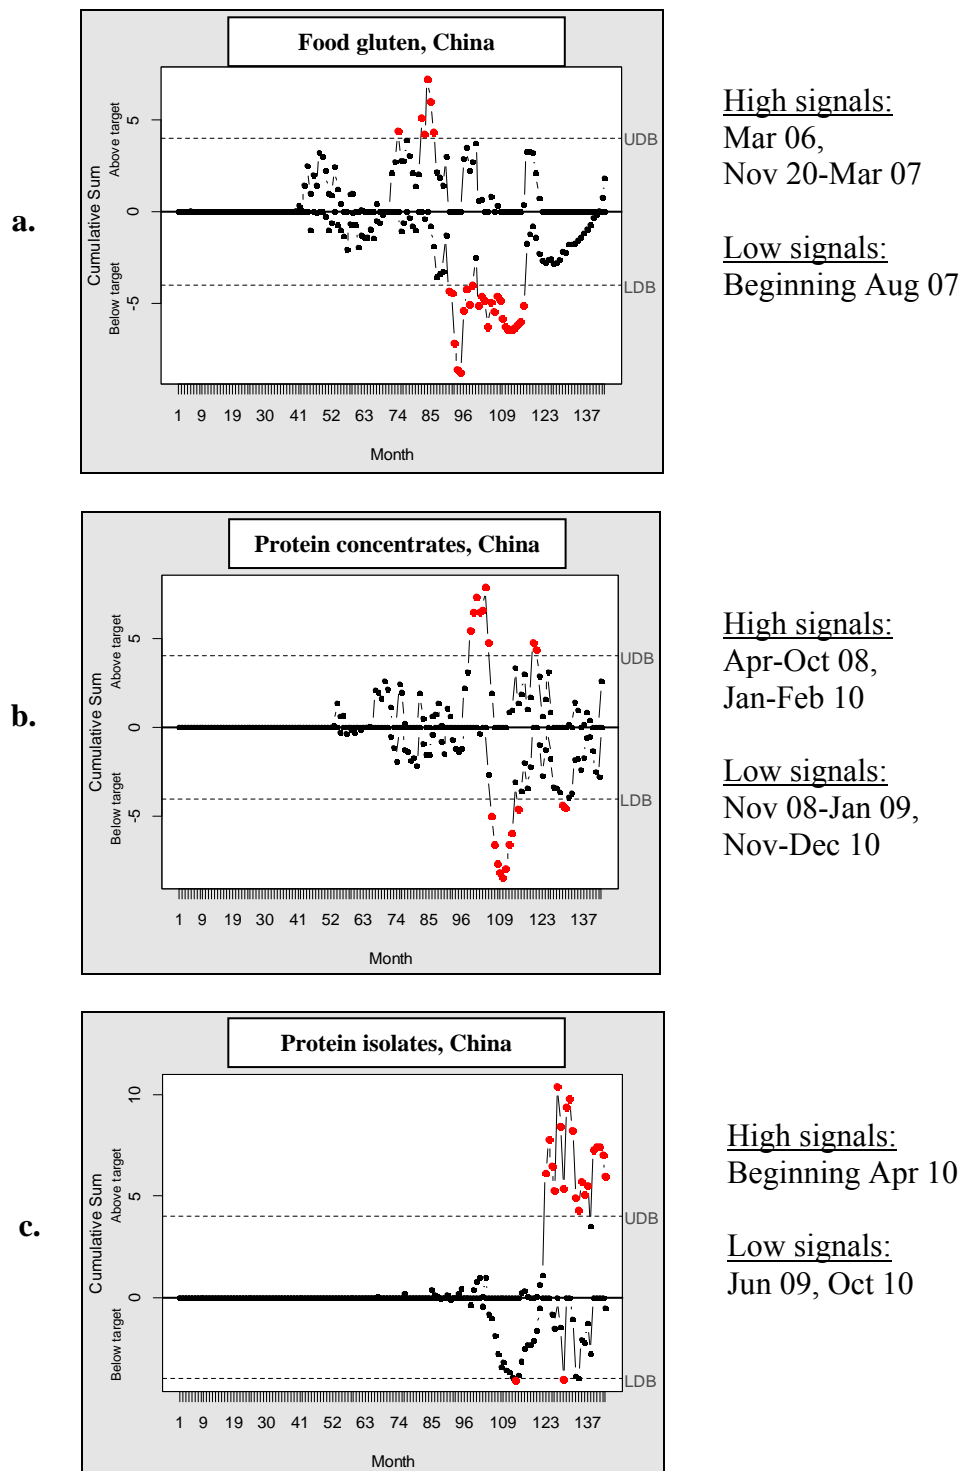 a.
Food gluten, China
Cumulative Sum
Below target
Above target
5
0
-5
UDB
LDB
1 9 19 30 41 52 63 74 85 96 109 123 137
Month
High signals:
Mar 06,
Nov 20-Mar 07
Low signals:
Beginning Aug 07
b.
Protein concentrates, China
Cumulative Sum
Below target
Above target
5
0
-5
UDB
LDB
1 9 19 30 41 52 63 74 85 96 109 123 137
Month
High signals:
Apr-Oct 08,
Jan-Feb 10
Low signals:
Nov 08-Jan 09,
Nov-Dec 10
c.
Protein isolates, China
Cumulative Sum
Below target
Above target
10
5
0
UDB
LDB
1 9 19 30 41 52 63 74 85 96 109 123 137
Month
High signals:
Beginning Apr 10
Low signals:
Jun 09, Oct 10